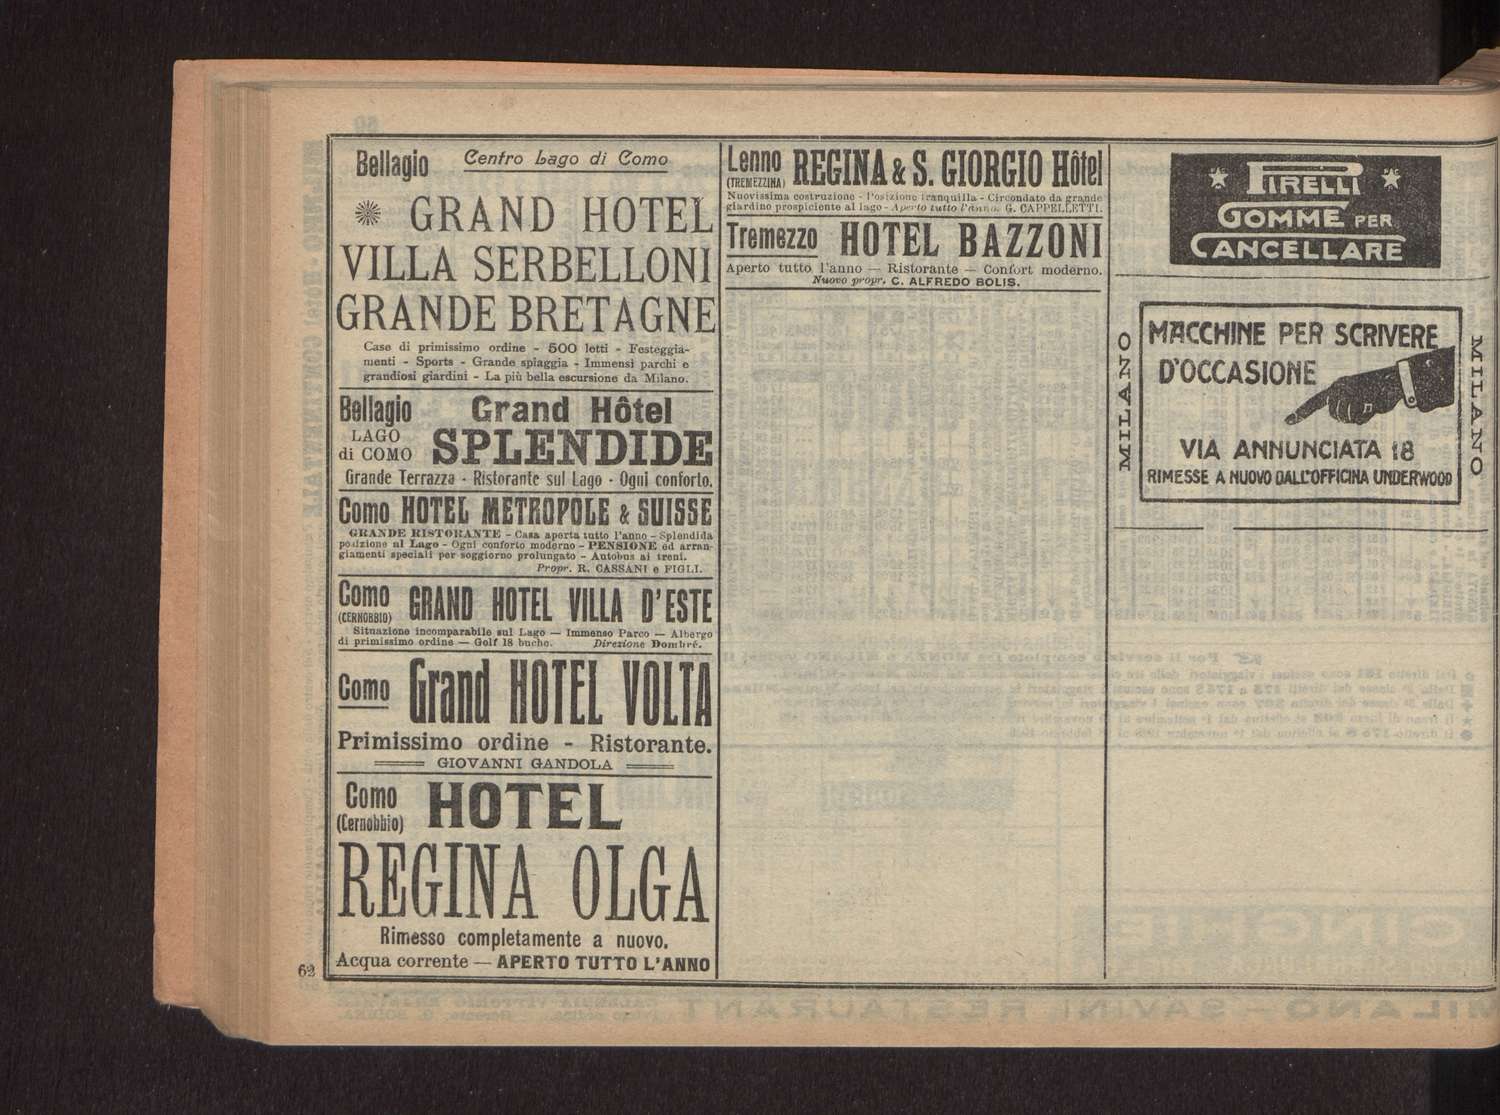 Bellagio Centro Lago di Como
GRAND HOTEL
VILLA SERBELLONI
GRANDE BRETAGNE
Casa di primissimo ordine - 500 letti - Festeggia-
menti - Sports - Grande spiaggia - Immensi parchi e
grandiosi giardini - La più bella escursione da Milano.
Bellagio Grand Hôtel
LAGO
di COMO
SPLENDIDE
Grande Terrazza - Ristorante sul Lago - Ogni conforto.
Como HOTEL METROPOLE & SUISSE
GRANDE RISTORANTE - Casa aperta tutto l'anno - Splendida
posizione al Lago - Ogni conforto moderno - PENSIONE ed arran-
giamenti speciali per soggiorno prolungato - Autobus ai treni.
Propr. R. CASSANI e FIGLI.
Como
(CERNOBBIO)
GRAND HOTEL VILLA D'ESTE
Situazione incomparabile sul Lago — Immenso Parco — Albergo
di primissimo ordine — Golf 18 buche. Direzione Dombré.
Como Grand HOTEL VOLTA
Primissimo ordine - Ristorante.
GIOVANNI GANDOLA
Como
(Cernobbio)
HOTEL
REGINA OLGA
Rimesso completamente a nuovo.
Acqua corrente — APERTO TUTTO L'ANNO
62
Lenno
(TREMEZZINA)
REGINA & S. GIORGIO Hôtel
Nuovissima costruzione - Posizione tranquilla - Circondato da grande
giardino prospiciente al lago - Aperto tutto l'anno. G. CAPPELLETTI.
Tremezzo HOTEL BAZZONI
Aperto tutto l'anno — Ristorante — Confort moderno.
Nuovo propr. C. ALFREDO BOLIS.
PIRELLI
GOMME PER
CANCELLARE
MILANO
MACCHINE PER SCRIVERE
D'OCCASIONE
VIA ANNUNCIATA 18
RIMESSE A NUOVO DALL'OFFICINA UNDERWOOD
MILANO